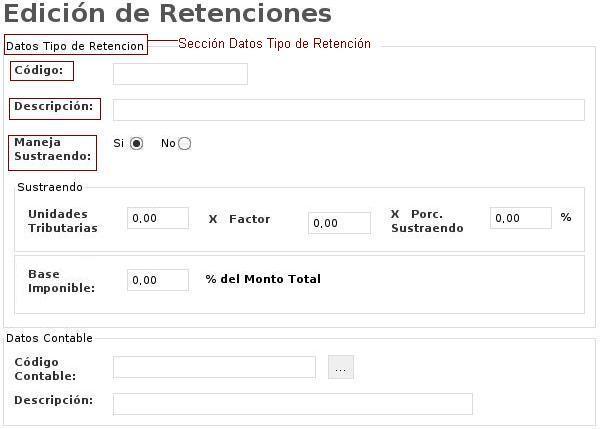 Edición de Retenciones
Datos Tipo de Retencion Sección Datos Tipo de Retención
Código:
Descripción:
Maneja
Sustraendo:
Si No
Sustraendo
Unidades
Tributarias
0,00
X Factor
0,00
X Porc.
Sustraendo
0,00
%
Base
Imponible:
0,00
% del Monto Total
Datos Contable
Código
Contable:
...
Descripción: